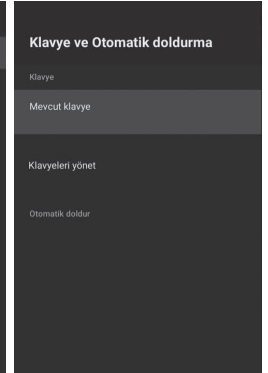 Klavye ve Otomatik doldurma
Klavye
Mevcut klavye
Klavyeleri yönet
Otomatik doldur